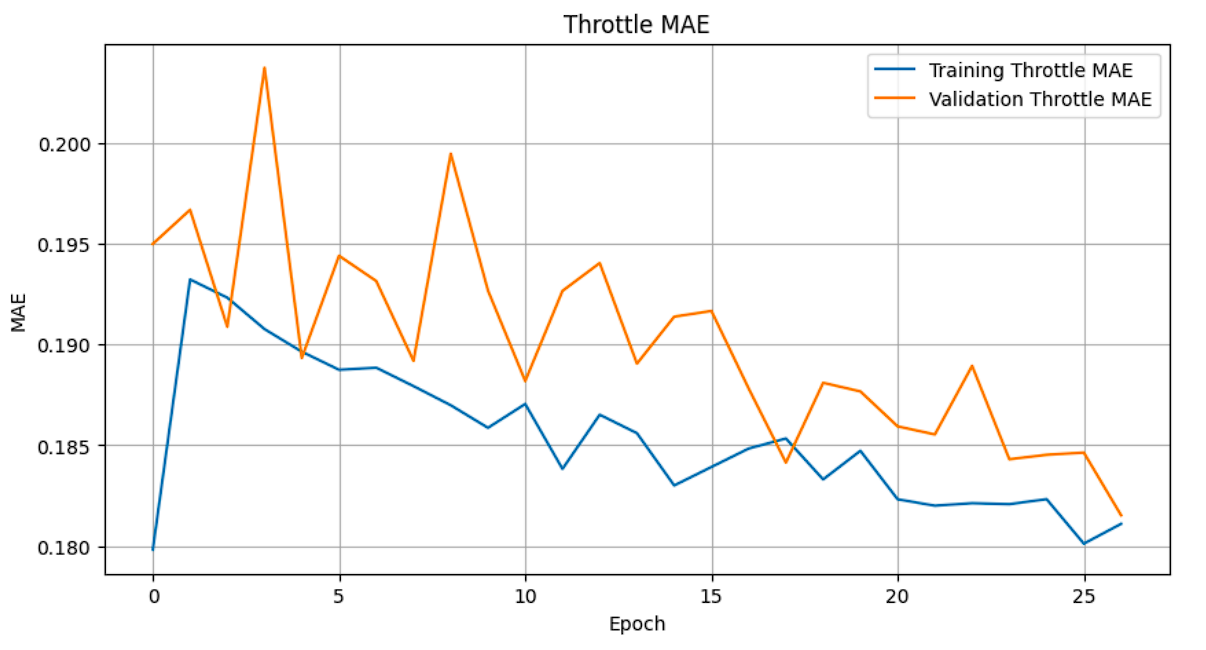 Throttle MAE
Training Throttle MAE
Validation Throttle MAE
0.200
0.195
0.190
0.185
0.180
MAE
0 5 10 15 20 25
Epoch